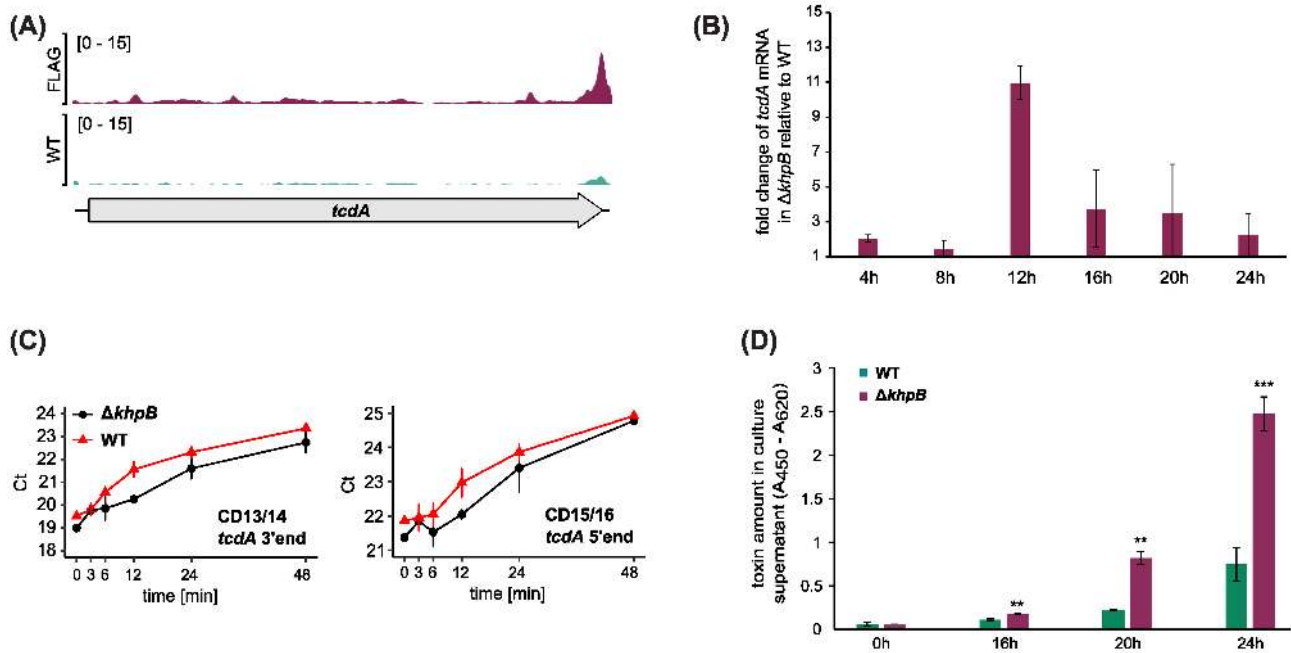 (A)
FLAG
[0 - 15]
WT
[0 - 15]
tcdA
(B)
fold change of tcdA mRNA
in ΔkhpB relative to WT
15
13
11
9
7
5
3
1
4h 8h 12h 16h 20h 24h
(C)
Ct
24
23
22
21
20
19
18
ΔkhpB
WT
CD13/14
tcdA 3'end
0 3 6 12 24 48
time [min]
Ct
25
24
23
22
21
CD15/16
tcdA 5'end
0 3 6 12 24 48
time [min]
(D)
toxin amount in culture
supernatant (A450 - A620)
3
2.5
2
1.5
1
0.5
0
WT
ΔkhpB
**
**
***
0h 16h 20h 24h